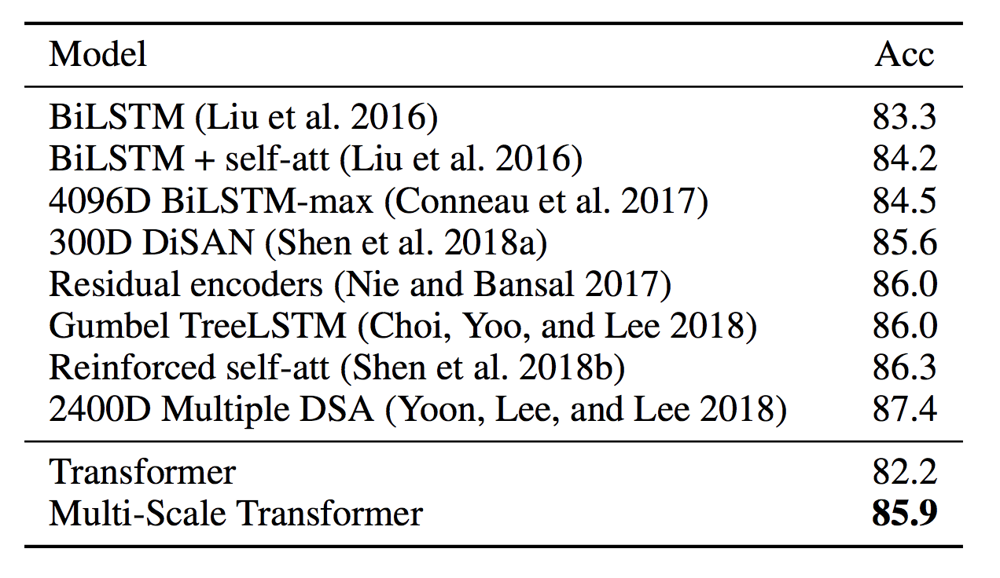 Model Acc
BiLSTM (Liu et al. 2016) 83.3
BiLSTM + self-att (Liu et al. 2016) 84.2
4096D BiLSTM-max (Conneau et al. 2017) 84.5
300D DiSAN (Shen et al. 2018a) 85.6
Residual encoders (Nie and Bansal 2017) 86.0
Gumbel TreeLSTM (Choi, Yoo, and Lee 2018) 86.0
Reinforced self-att (Shen et al. 2018b) 86.3
2400D Multiple DSA (Yoon, Lee, and Lee 2018) 87.4
Transformer 82.2
Multi-Scale Transformer 85.9